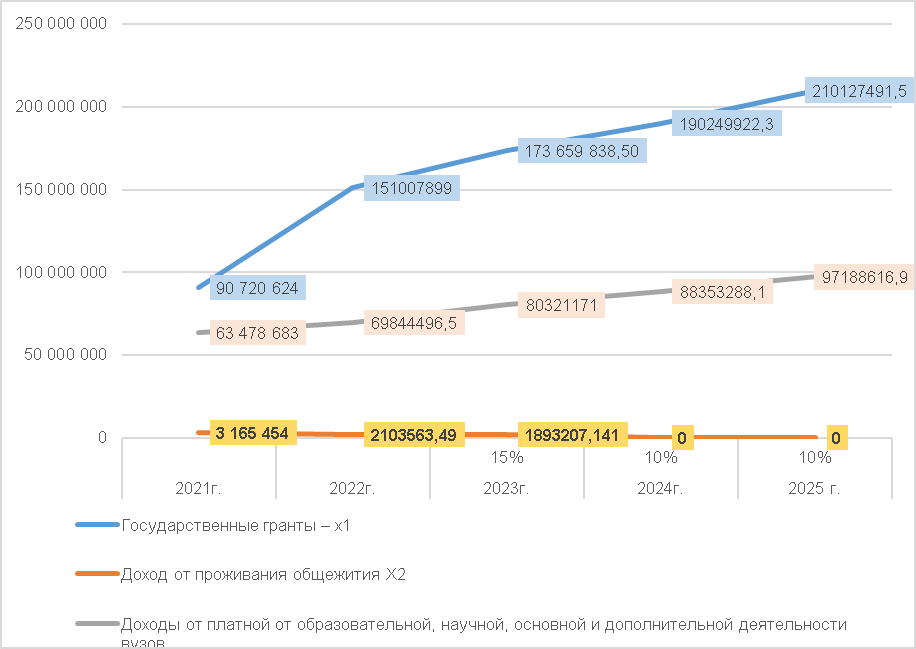 250 000 000
200 000 000
210127491,5
190249922,3
173 659 838,50
150 000 000
151007899
100 000 000
90 720 624
97188616,9
88353288,1
80321171
69844496,5
63 478 683
50 000 000
0
3 165 454
2103563,49
1893207,141
0
0
15%
10%
10%
2021г.
2022г.
2023г.
2024г.
2025 г.
Государственные гранты – х1
Доход от проживания общежития Х2
Доходы от платной от образовательной, научной, основной и дополнительной деятельности
вузов